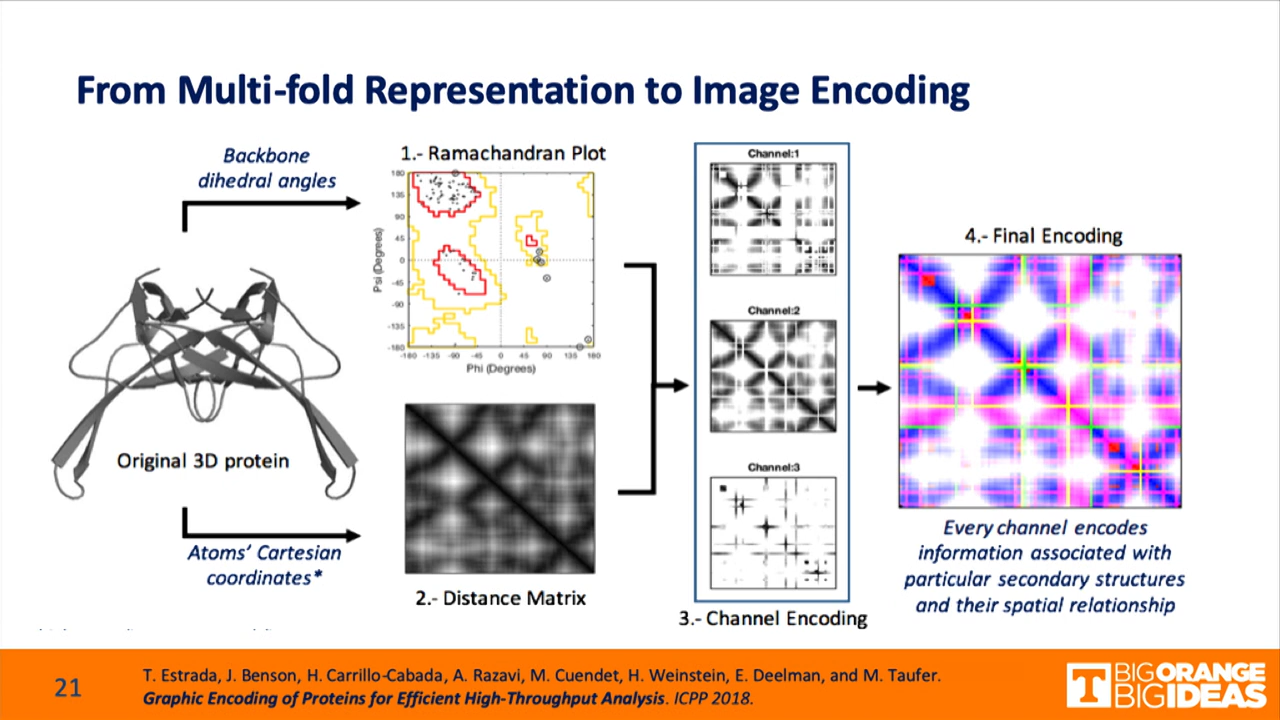 From Multi-fold Representation to Image Encoding
Backbone
dihedral angles
1.- Ramachandran Plot
180
135
90
45
0
-45
-90
-135
-180
Psi (Degrees)
-180 -135 -90 -45 0 45 90 135 180
Phi (Degrees)
Original 3D protein
Atoms’ Cartesian
coordinates*
2.- Distance Matrix
Channel:1
Channel:2
Channel:3
3.- Channel Encoding
4.- Final Encoding
Every channel encodes
information associated with
particular secondary structures
and their spatial relationship
21
T. Estrada, J. Benson, H. Carrillo-Cabada, A. Razavi, M. Cuendet, H. Weinstein, E. Deelman, and M. Taufer.
Graphic Encoding of Proteins for Efficient High-Throughput Analysis. ICPP 2018.
T
BIGORANGE
BIGIDEAS